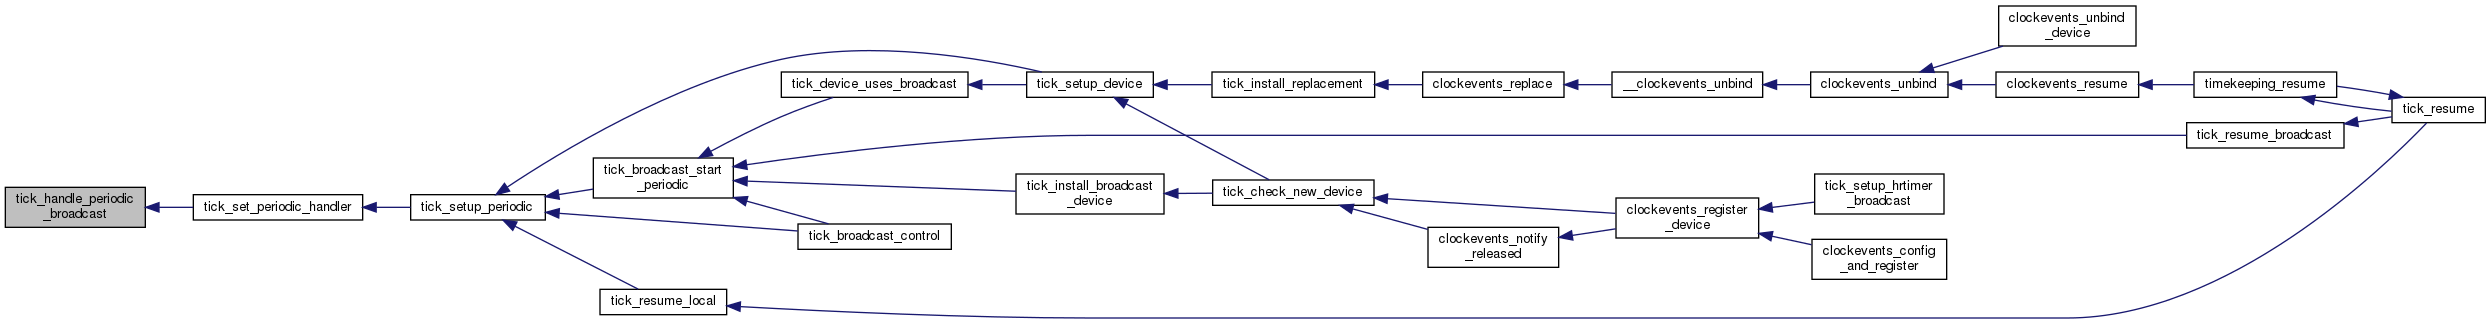 tick_handle_periodic
_broadcast
tick_set_periodic_handler
tick_setup_periodic
tick_broadcast_start
_periodic
tick_device_uses_broadcast
tick_broadcast_control
tick_resume_local
tick_setup_device
tick_install_broadcast
_device
tick_install_replacement
tick_check_new_device
clockevents_replace
clockevents_notify
_released
__clockevents_unbind
clockevents_register
_device
clockevents_unbind
tick_setup_hrtimer
_broadcast
clockevents_config
_and_register
clockevents_unbind
_device
clockevents_resume
timekeeping_resume
tick_resume_broadcast
tick_resume